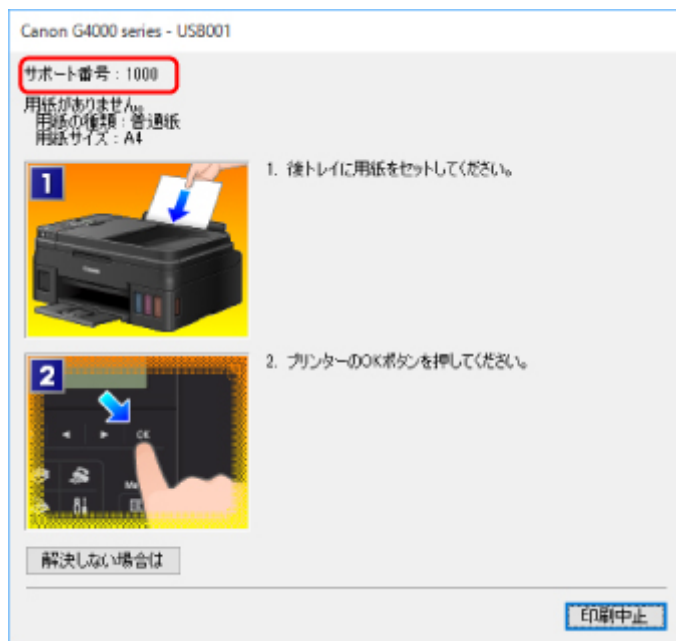 Canon G4000 series - USB001
サポート番号 : 1000
用紙がありません。
用紙の種類 : 普通紙
用紙サイズ : A4
1
1. 後トレイに用紙をセットしてください。
Canon
2
2. プリンターのOKボタンを押してください。
OK
解決しない場合は
印刷中止